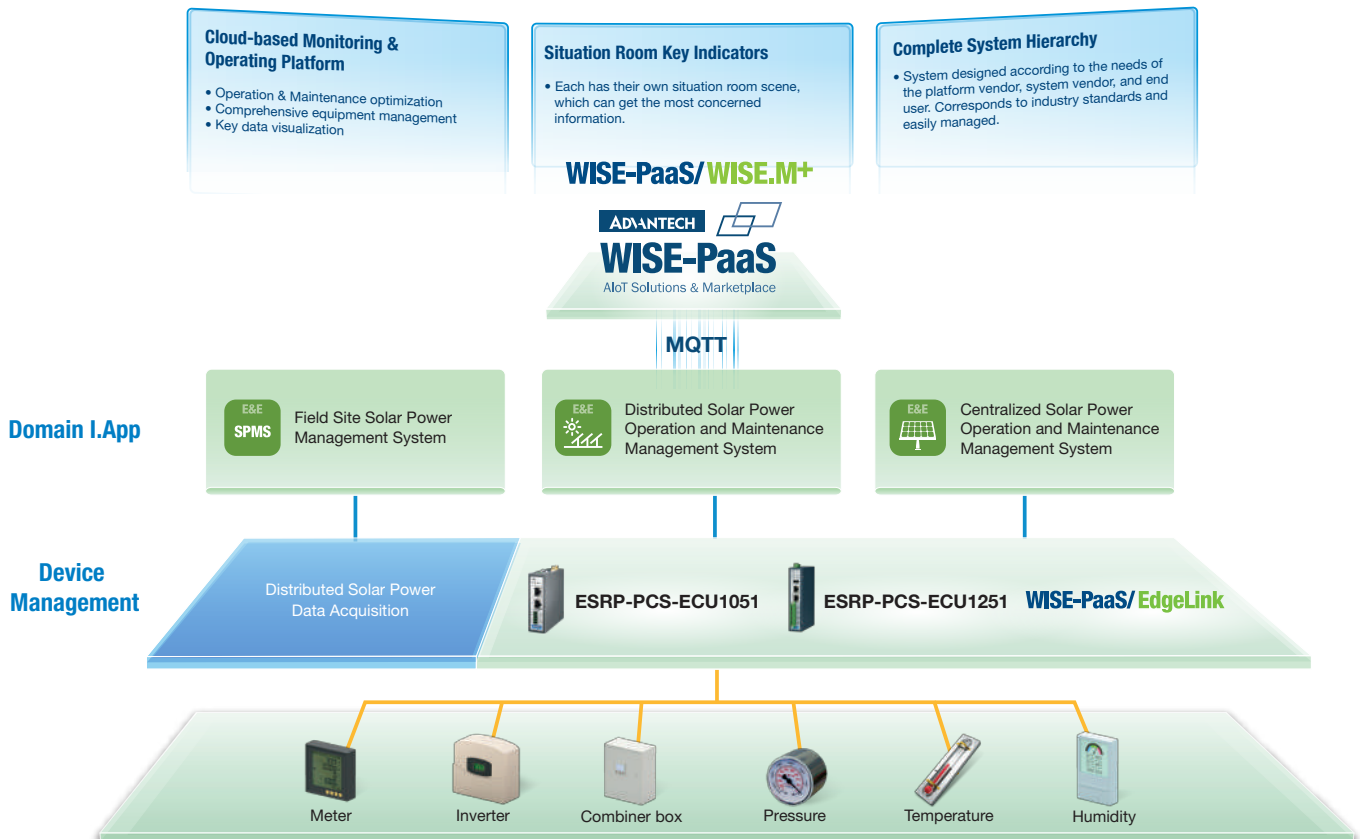 Cloud-based Monitoring &
Operating Platform
• Operation & Maintenance optimization
• Comprehensive equipment management
• Key data visualization
Situation Room Key Indicators
• Each has their own situation room scene,
which can get the most concerned
information.
Complete System Hierarchy
• System designed according to the needs of
the platform vendor, system vendor, and end
user. Corresponds to industry standards and
easily managed.
WISE-PaaS/WISE.M+
ADVANTECH
WISE-PaaS
AIoT Solutions & Marketplace
MQTT
Domain I.App
E&E
SPMS
Field Site Solar Power
Management System
E&E
Distributed Solar Power
Operation and Maintenance
Management System
E&E
Centralized Solar Power
Operation and Maintenance
Management System
Device
Management
Distributed Solar Power
Data Acquisition
ESRP-PCS-ECU1051
ESRP-PCS-ECU1251
WISE-PaaS/EdgeLink
Meter
Inverter
Combiner box
Pressure
Temperature
Humidity